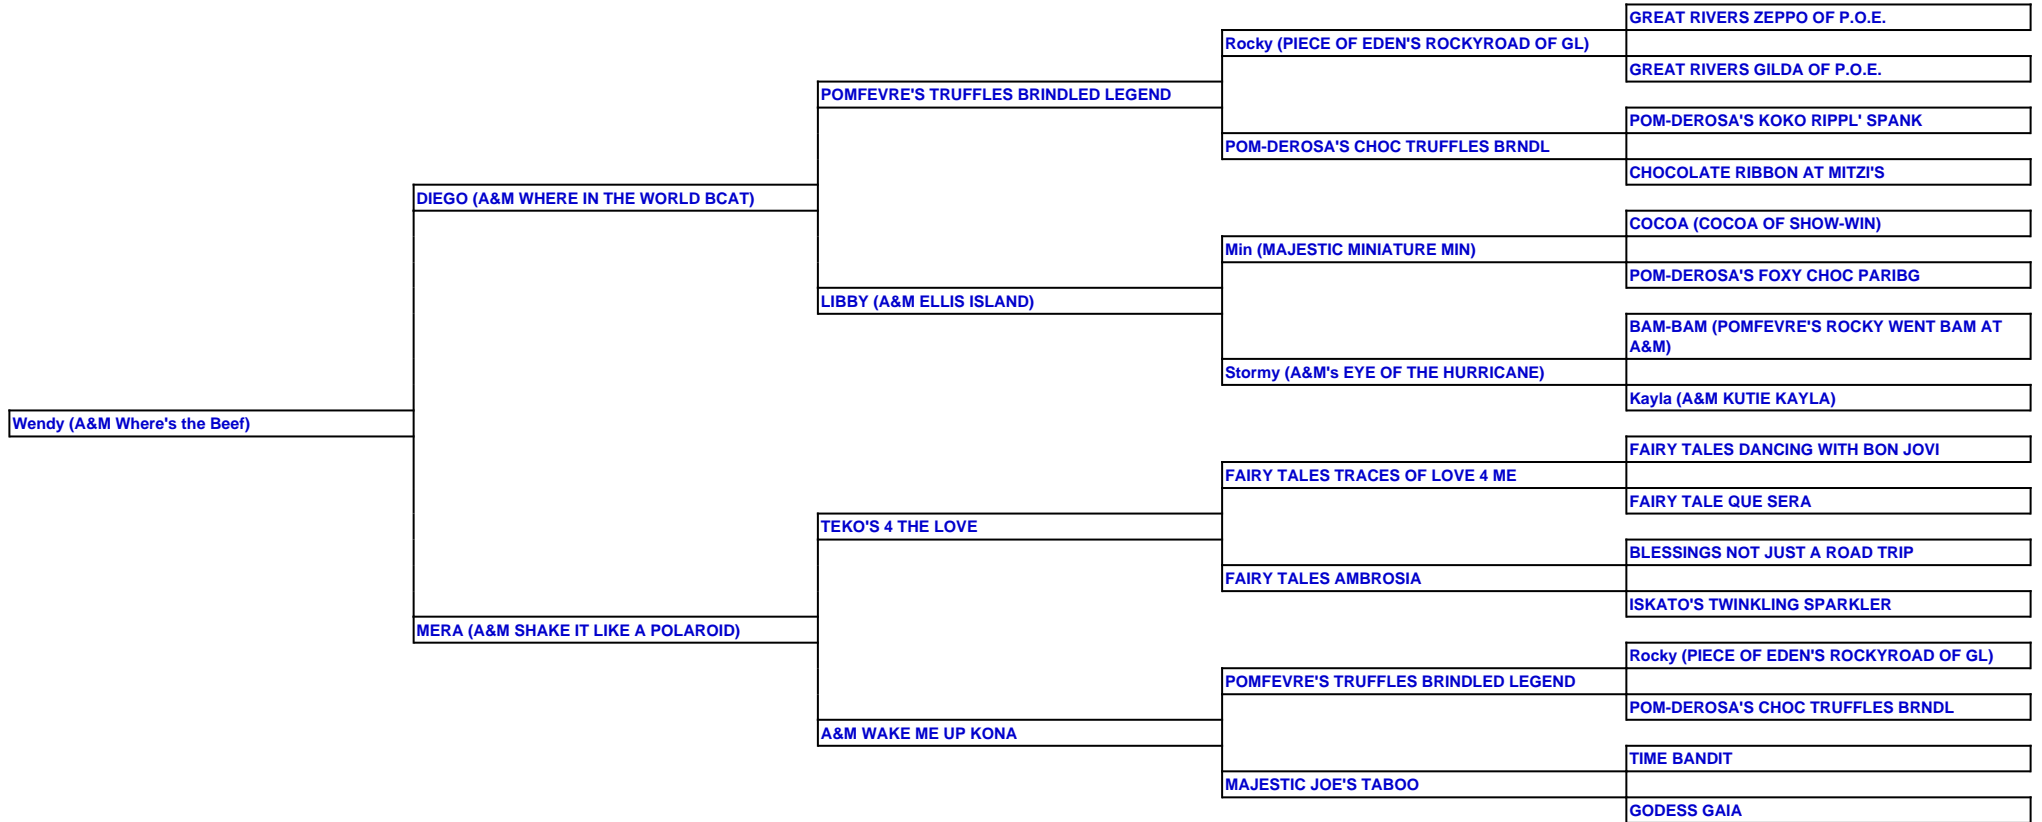 GREAT RIVERS ZEPPO OF P.O.E.
Rocky (PIECE OF EDEN'S ROCKYROAD OF GL)
GREAT RIVERS GILDA OF P.O.E.
POMFEVRE'S TRUFFLES BRINDLED LEGEND
POM-DEROSA'S KOKO RIPPL' SPANK
POM-DEROSA'S CHOC TRUFFLES BRNDL
CHOCOLATE RIBBON AT MITZI'S
DIEGO (A&M WHERE IN THE WORLD BCAT)
COCOA (COCOA OF SHOW-WIN)
Min (MAJESTIC MINIATURE MIN)
POM-DEROSA'S FOXY CHOC PARIBG
LIBBY (A&M ELLIS ISLAND)
BAM-BAM (POMFEVRE'S ROCKY WENT BAM AT
A&M)
Stormy (A&M's EYE OF THE HURRICANE)
Kayla (A&M KUTIE KAYLA)
Wendy (A&M Where's the Beef)
FAIRY TALES DANCING WITH BON JOVI
FAIRY TALES TRACES OF LOVE 4 ME
FAIRY TALE QUE SERA
TEKO'S 4 THE LOVE
BLESSINGS NOT JUST A ROAD TRIP
FAIRY TALES AMBROSIA
ISKATO'S TWINKLING SPARKLER
MERA (A&M SHAKE IT LIKE A POLAROID)
Rocky (PIECE OF EDEN'S ROCKYROAD OF GL)
POMFEVRE'S TRUFFLES BRINDLED LEGEND
POM-DEROSA'S CHOC TRUFFLES BRNDL
A&M WAKE ME UP KONA
TIME BANDIT
MAJESTIC JOE'S TABOO
GODESS GAIA